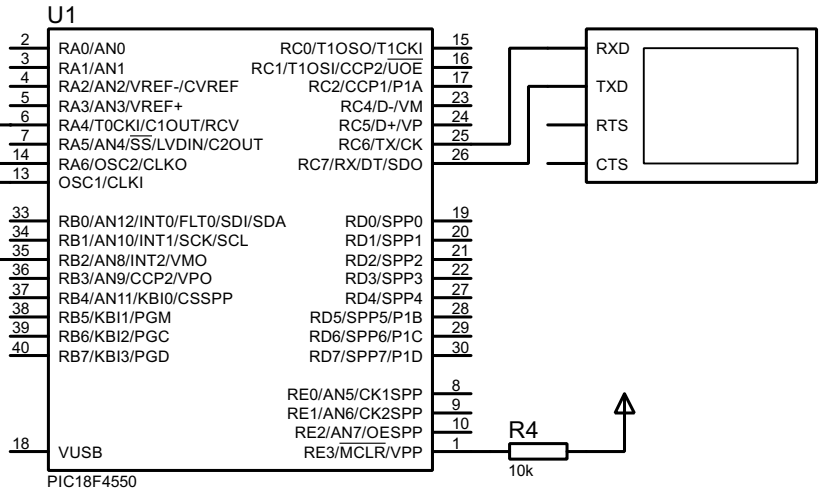 U1
2 RA0/AN0 RC0/T1OSO/T1CKI 15 RXD
3 RA1/AN1 RC1/T1OSI/CCP2/UOE 16
4 RA2/AN2/VREF-/CVREF RC2/CCP1/P1A 17 TXD
5 RA3/AN3/VREF+ RC4/D-/VM 23
6 RA4/T0CKI/C1OUT/RCV RC5/D+/VP 24 RTS
7 RA5/AN4/SS/LVDIN/C2OUT RC6/TX/CK 25
14 RA6/OSC2/CLKO RC7/RX/DT/SDO 26 CTS
13 OSC1/CLKI
33 RB0/AN12/INT0/FLT0/SDI/SDA RD0/SPP0 19
34 RB1/AN10/INT1/SCK/SCL RD1/SPP1 20
35 RB2/AN8/INT2/VMO RD2/SPP2 21
36 RB3/AN9/CCP2/VPO RD3/SPP3 22
37 RB4/AN11/KBI0/CSSPP RD4/SPP4 27
38 RB5/KBI1/PGM RD5/SPP5/P1B 28
39 RB6/KBI2/PGC RD6/SPP6/P1C 29
40 RB7/KBI3/PGD RD7/SPP7/P1D 30
RE0/AN5/CK1SPP 8
RE1/AN6/CK2SPP 9
RE2/AN7/OESPP 10 R4
18 VUSB RE3/MCLR/VPP 1
10k
PIC18F4550